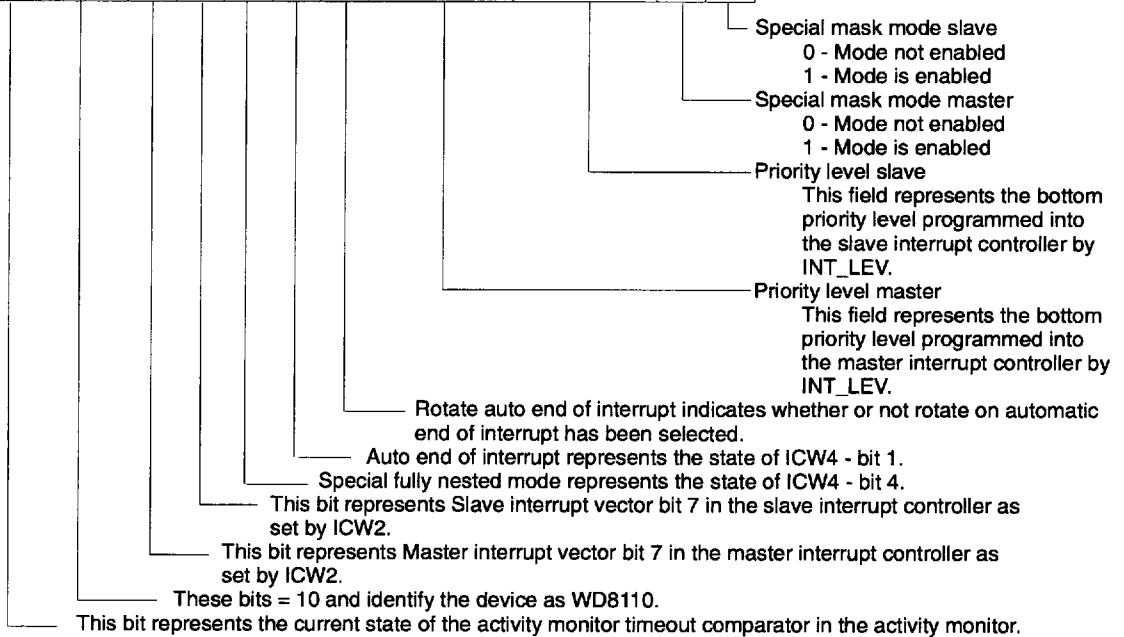 Special mask mode slave
0 - Mode not enabled
1 - Mode is enabled
Special mask mode master
0 - Mode not enabled
1 - Mode is enabled
Priority level slave
This field represents the bottom
priority level programmed into
the slave interrupt controller by
INT_LEV.
Priority level master
This field represents the bottom
priority level programmed into
the master interrupt controller by
INT_LEV.
Rotate auto end of interrupt indicates whether or not rotate on automatic
end of interrupt has been selected.
Auto end of interrupt represents the state of ICW4 - bit 1.
Special fully nested mode represents the state of ICW4 - bit 4.
This bit represents Slave interrupt vector bit 7 in the slave interrupt controller as
set by ICW2.
This bit represents Master interrupt vector bit 7 in the master interrupt controller as
set by ICW2.
These bits = 10 and identify the device as WD8110.
This bit represents the current state of the activity monitor timeout comparator in the activity monitor.